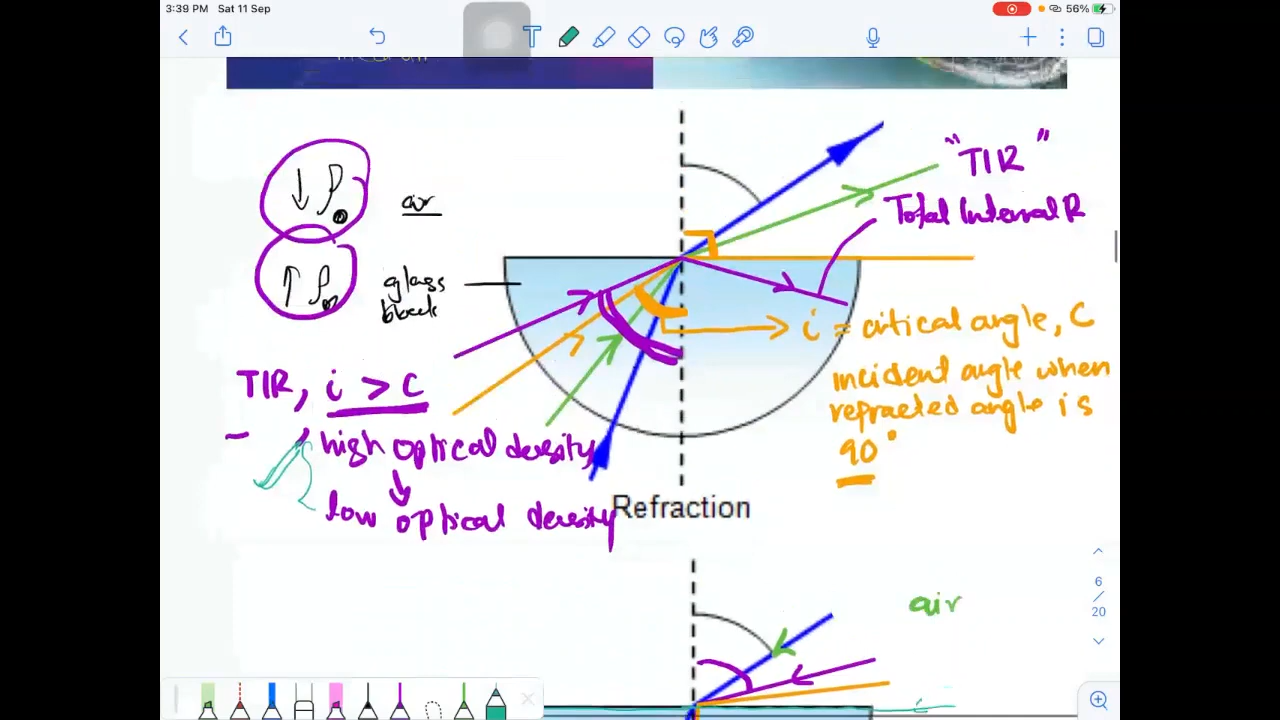 3:39 PM Sat 11 Sep
56%
"TIR"
Total Internal R
↓ρ
air
↑ρ
glass
block
i = critical angle, C
incident angle when
refracted angle is
90°
TIR, i > C
- high optical density
↓
low optical density
Refraction
air
6
/
20